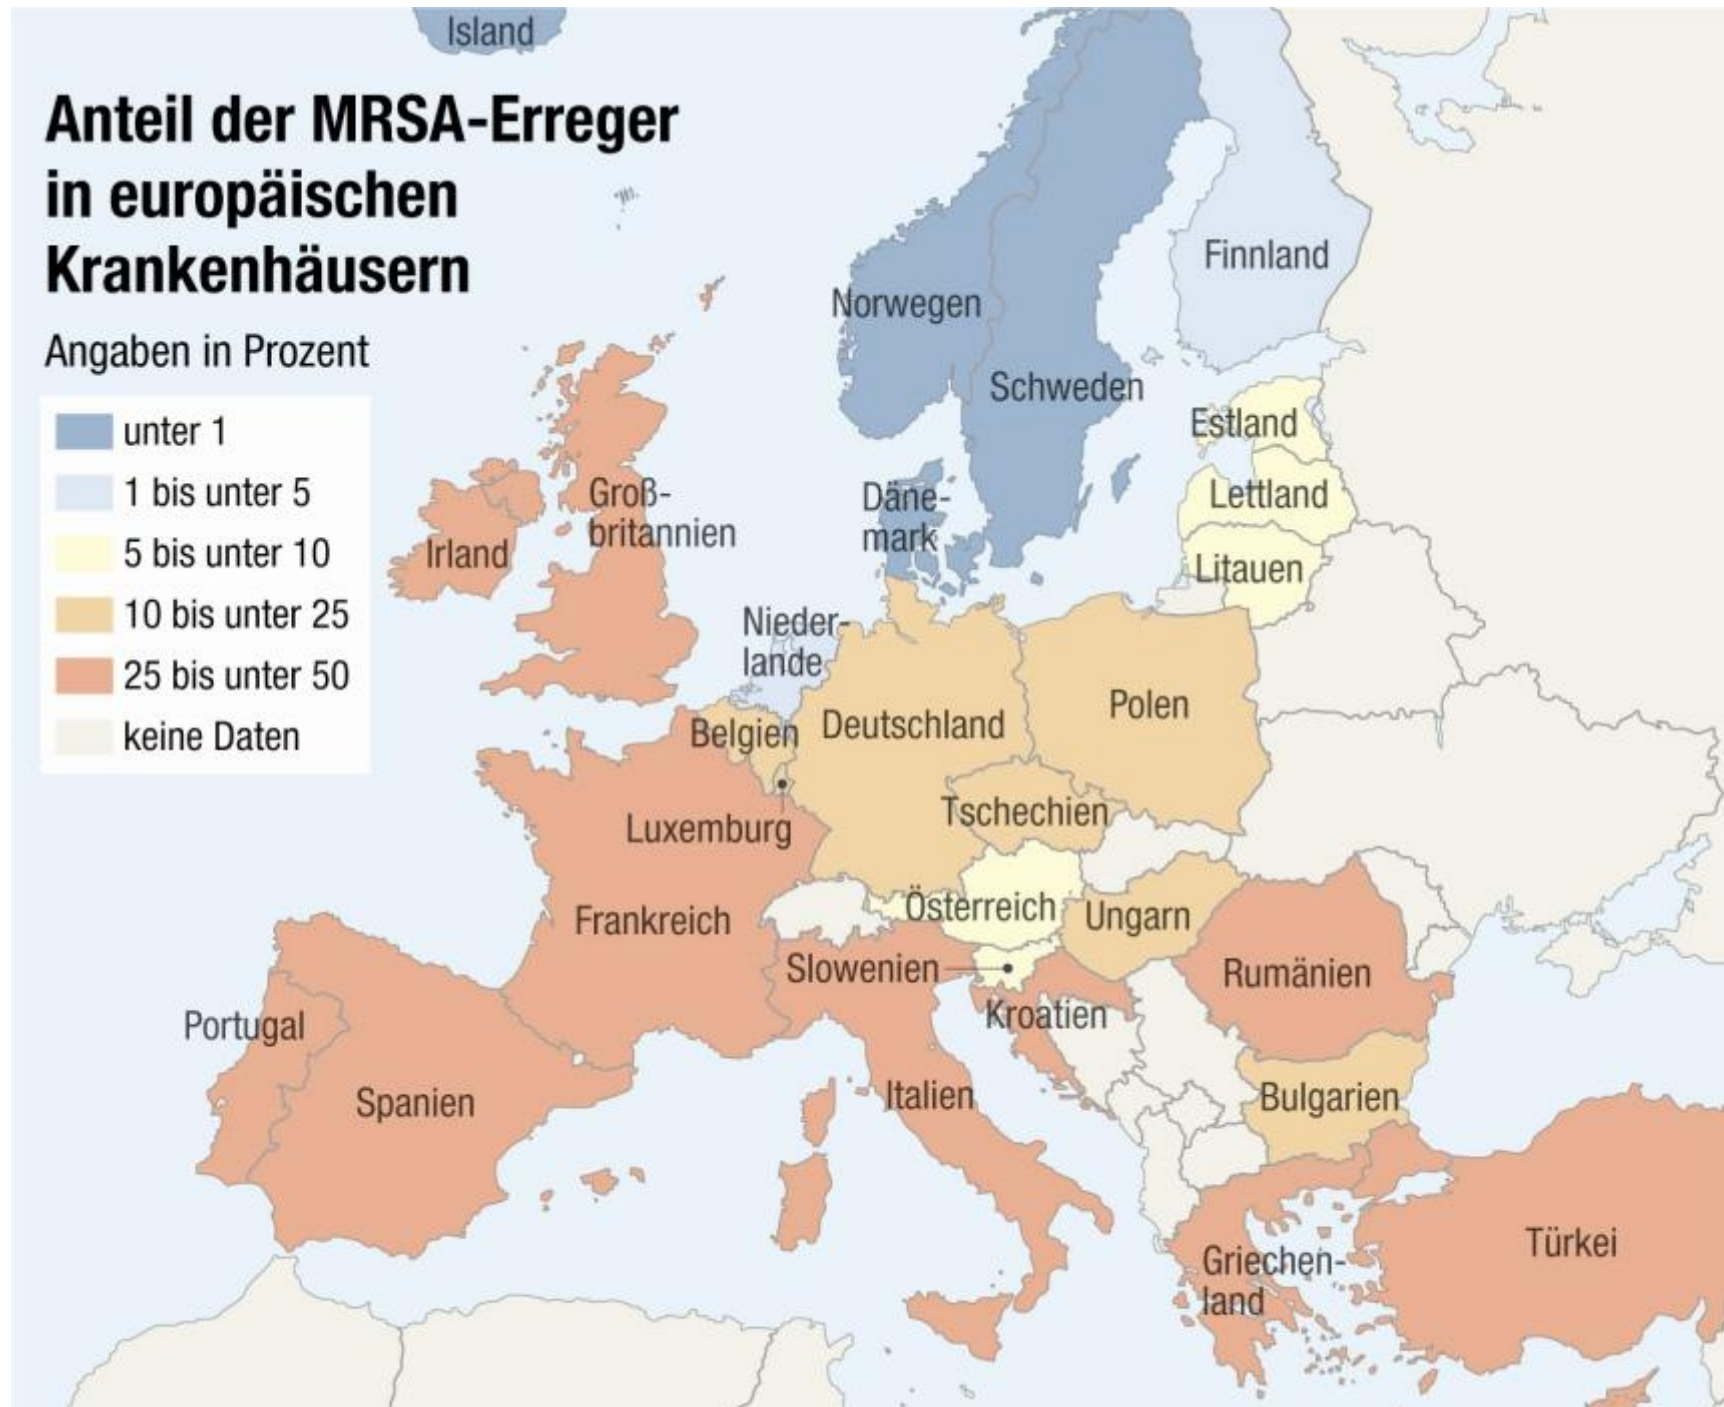 Island
Anteil der MRSA-Erreger
in europäischen
Krankenhäusern
Angaben in Prozent
unter 1
1 bis unter 5
5 bis unter 10
10 bis unter 25
25 bis unter 50
keine Daten
Finnland
Norwegen
Schweden
Estland
Lettland
Litauen
Däne-
mark
Groß-
britannien
Irland
Nieder-
lande
Belgien
Deutschland
Polen
Luxemburg
Tschechien
Frankreich
Österreich
Ungarn
Slowenien
Rumänien
Kroatien
Portugal
Spanien
Italien
Bulgarien
Griechen-
land
Türkei